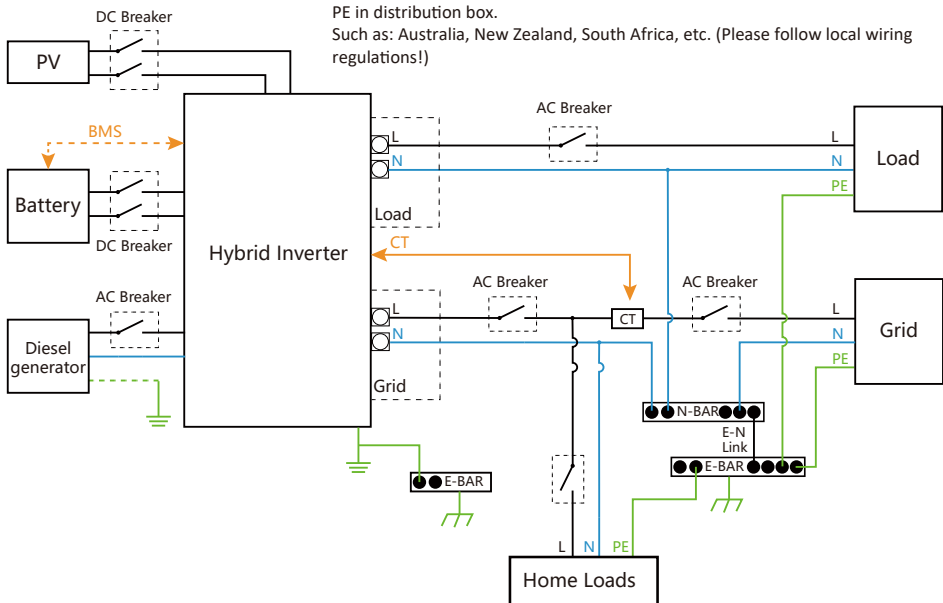 PE in distribution box.
Such as: Australia, New Zealand, South Africa, etc. (Please follow local wiring
regulations!)
DC Breaker
PV
BMS
Battery
DC Breaker
AC Breaker
Diesel
generator
Hybrid Inverter
L
N
Load
CT
L
N
Grid
AC Breaker
L
N
PE
Load
AC Breaker
CT
AC Breaker
L
N
PE
Grid
N-BAR
E-N
Link
E-BAR
E-BAR
L
N
PE
Home Loads